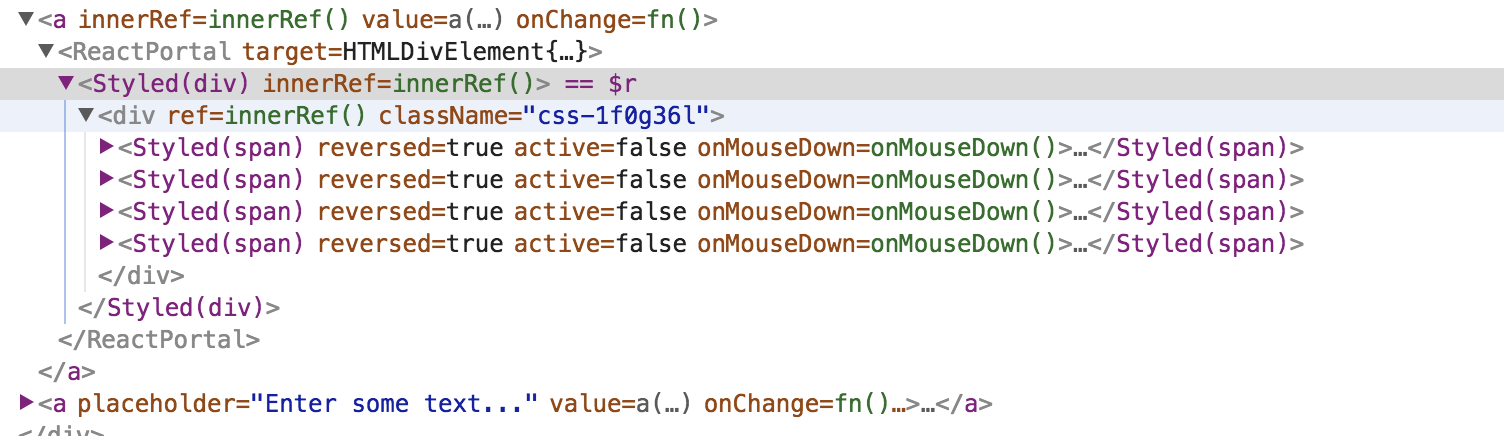 ▼<a innerRef=innerRef() value=a(…) onChange=fn()>
▼<ReactPortal target=HTMLDivElement{…}>
▼<Styled(div) innerRef=innerRef()> == $r
▼<div ref=innerRef() className="css-1f0g36l">
▶<Styled(span) reversed=true active=false onMouseDown=onMouseDown()>…</Styled(span)>
▶<Styled(span) reversed=true active=false onMouseDown=onMouseDown()>…</Styled(span)>
▶<Styled(span) reversed=true active=false onMouseDown=onMouseDown()>…</Styled(span)>
▶<Styled(span) reversed=true active=false onMouseDown=onMouseDown()>…</Styled(span)>
</div>
</Styled(div)>
</ReactPortal>
</a>
▶<a placeholder="Enter some text..." value=a(…) onChange=fn()…>…</a>
</div>